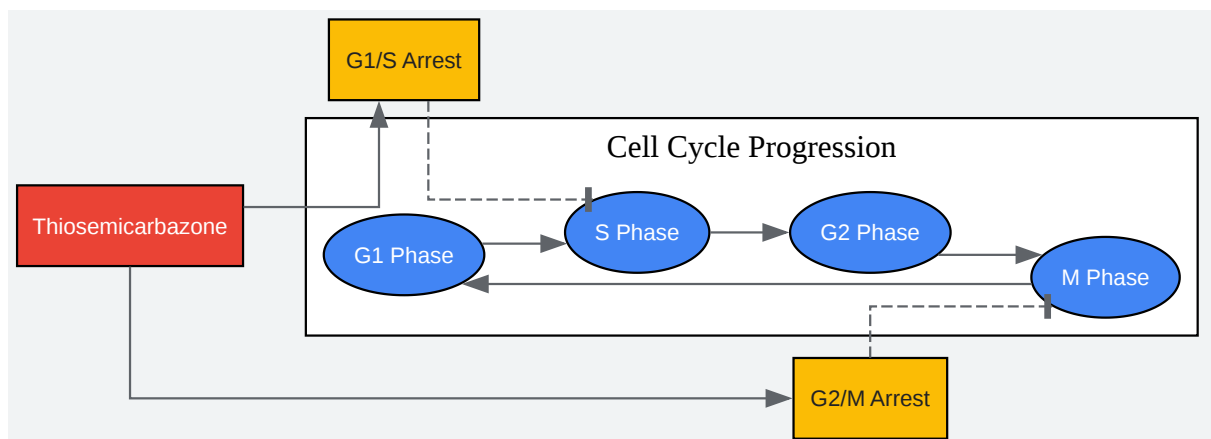 G1/S Arrest
Cell Cycle Progression
Thiosemicarbazone
G1 Phase
S Phase
G2 Phase
M Phase
G2/M Arrest